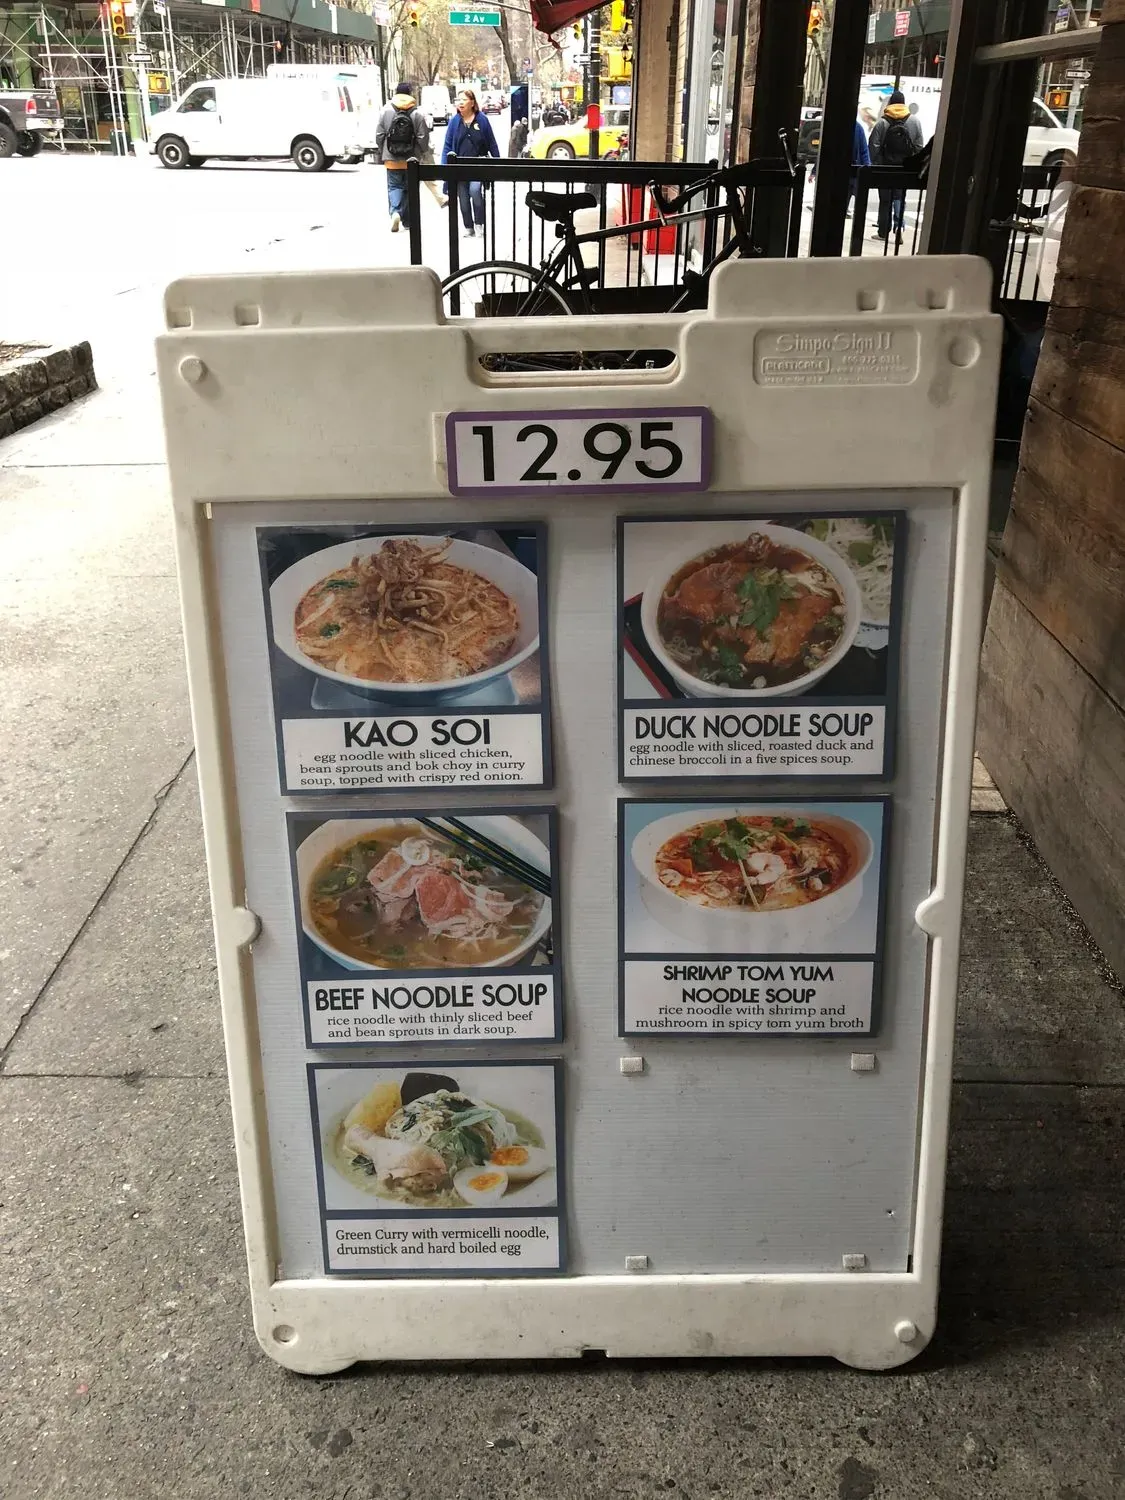 2 Av
SimpoSign II
PLASTICADE
12.95
KAO SOI
egg noodle with sliced chicken,
bean sprouts and bok choy in curry
soup, topped with crispy red onion.
DUCK NOODLE SOUP
egg noodle with sliced, roasted duck and
chinese broccoli in a five spices soup.
BEEF NOODLE SOUP
rice noodle with thinly sliced beef
and bean sprouts in dark soup.
SHRIMP TOM YUM
NOODLE SOUP
rice noodle with shrimp and
mushroom in spicy tom yum broth
Green Curry with vermicelli noodle,
drumstick and hard boiled egg